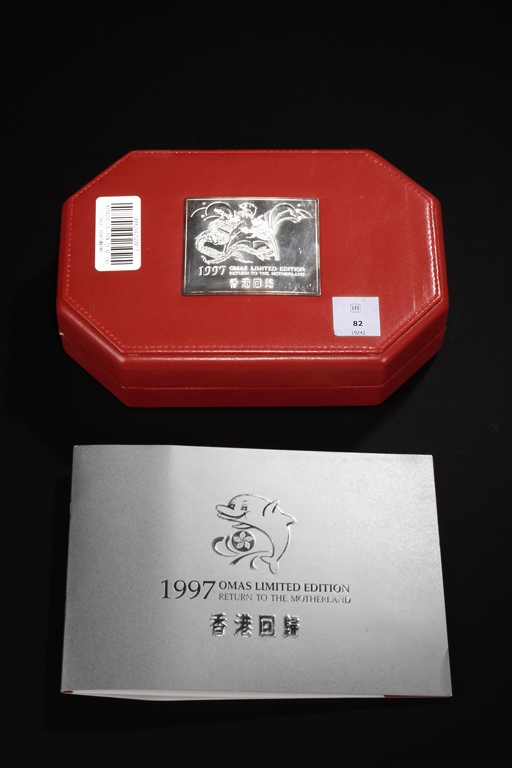 1997 OMAS LIMITED EDITION
RETURN TO THE MOTHERLAND
香港回歸
82
L9242
1997 OMAS LIMITED EDITION
RETURN TO THE MOTHERLAND
香港回歸